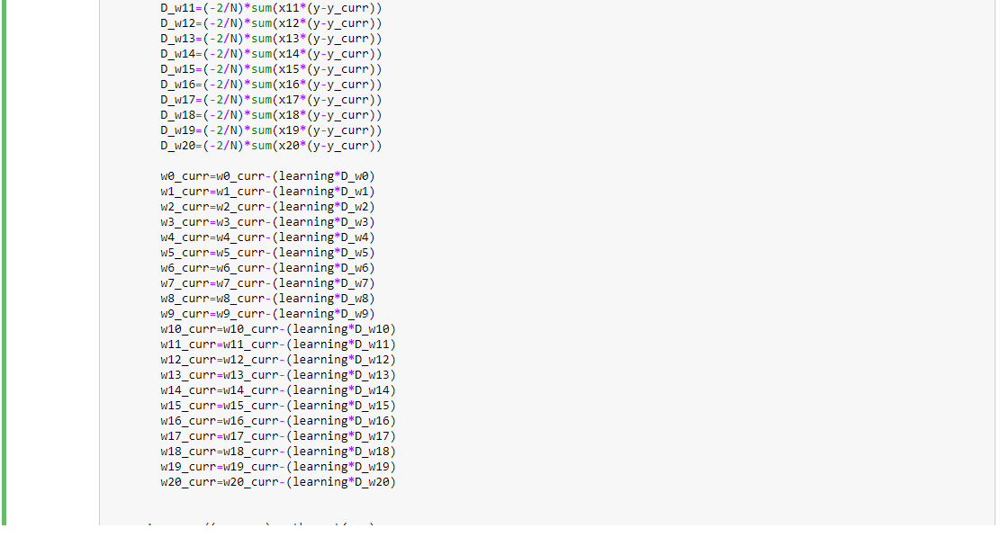 D_w11=(-2/N)*sum(x11*(y-y_curr))
D_w12=(-2/N)*sum(x12*(y-y_curr))
D_w13=(-2/N)*sum(x13*(y-y_curr))
D_w14=(-2/N)*sum(x14*(y-y_curr))
D_w15=(-2/N)*sum(x15*(y-y_curr))
D_w16=(-2/N)*sum(x16*(y-y_curr))
D_w17=(-2/N)*sum(x17*(y-y_curr))
D_w18=(-2/N)*sum(x18*(y-y_curr))
D_w19=(-2/N)*sum(x19*(y-y_curr))
D_w20=(-2/N)*sum(x20*(y-y_curr))
w0_curr=w0_curr-(learning*D_w0)
w1_curr=w1_curr-(learning*D_w1)
w2_curr=w2_curr-(learning*D_w2)
w3_curr=w3_curr-(learning*D_w3)
w4_curr=w4_curr-(learning*D_w4)
w5_curr=w5_curr-(learning*D_w5)
w6_curr=w6_curr-(learning*D_w6)
w7_curr=w7_curr-(learning*D_w7)
w8_curr=w8_curr-(learning*D_w8)
w9_curr=w9_curr-(learning*D_w9)
w10_curr=w10_curr-(learning*D_w10)
w11_curr=w11_curr-(learning*D_w11)
w12_curr=w12_curr-(learning*D_w12)
w13_curr=w13_curr-(learning*D_w13)
w14_curr=w14_curr-(learning*D_w14)
w15_curr=w15_curr-(learning*D_w15)
w16_curr=w16_curr-(learning*D_w16)
w17_curr=w17_curr-(learning*D_w17)
w18_curr=w18_curr-(learning*D_w18)
w19_curr=w19_curr-(learning*D_w19)
w20_curr=w20_curr-(learning*D_w20)